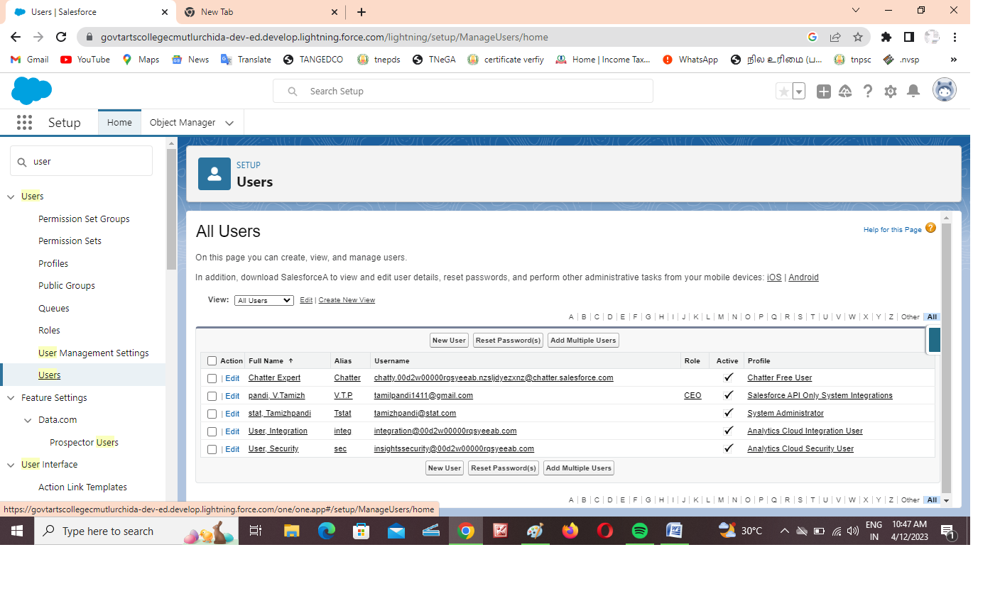 Users | Salesforce
New Tab
govtartscollegecmutlurchida-dev-ed.develop.lightning.force.com/lightning/setup/ManageUsers/home
Gmail YouTube Maps News Translate TANGEDCO tnepds TNeGA certificate verfiy Home | Income Tax... WhatsApp நில உரிமை (ப... tnpsc .nvsp »
Search Setup
Setup Home Object Manager
user
Users
Permission Set Groups
Permission Sets
Profiles
Public Groups
Queues
Roles
User Management Settings
Users
Feature Settings
Data.com
Prospector Users
User Interface
Action Link Templates
SETUP
Users
All Users
Help for this Page ?
On this page you can create, view, and manage users.
In addition, download SalesforceA to view and edit user details, reset passwords, and perform other administrative tasks from your mobile devices: iOS | Android
View: All Users Edit | Create New View
A | B | C | D | E | F | G | H | I | J | K | L | M | N | O | P | Q | R | S | T | U | V | W | X | Y | Z | Other | All
New User Reset Password(s) Add Multiple Users
Action Full Name ↑ Alias Username Role Active Profile
| Edit Chatter Expert Chatter chatty.00d2w00000rqsyeeab.nzsljdyezxnz@chatter.salesforce.com ✓ Chatter Free User
| Edit pandi, V.Tamizh V.T.P tamilpandi1411@gmail.com CEO ✓ Salesforce API Only System Integrations
| Edit stat, Tamizhpandi Tstat tamizhpandi@stat.com ✓ System Administrator
| Edit User, Integration integ integration@00d2w00000rqsyeeab.com ✓ Analytics Cloud Integration User
| Edit User, Security sec insightssecurity@00d2w00000rqsyeeab.com ✓ Analytics Cloud Security User
New User Reset Password(s) Add Multiple Users
A | B | C | D | E | F | G | H | I | J | K | L | M | N | O | P | Q | R | S | T | U | V | W | X | Y | Z | Other | All
https://govtartscollegecmutlurchida-dev-ed.develop.lightning.force.com/one/one.app#/setup/ManageUsers/home
Type here to search
30°C
ENG
IN
10:47 AM
4/12/2023
1